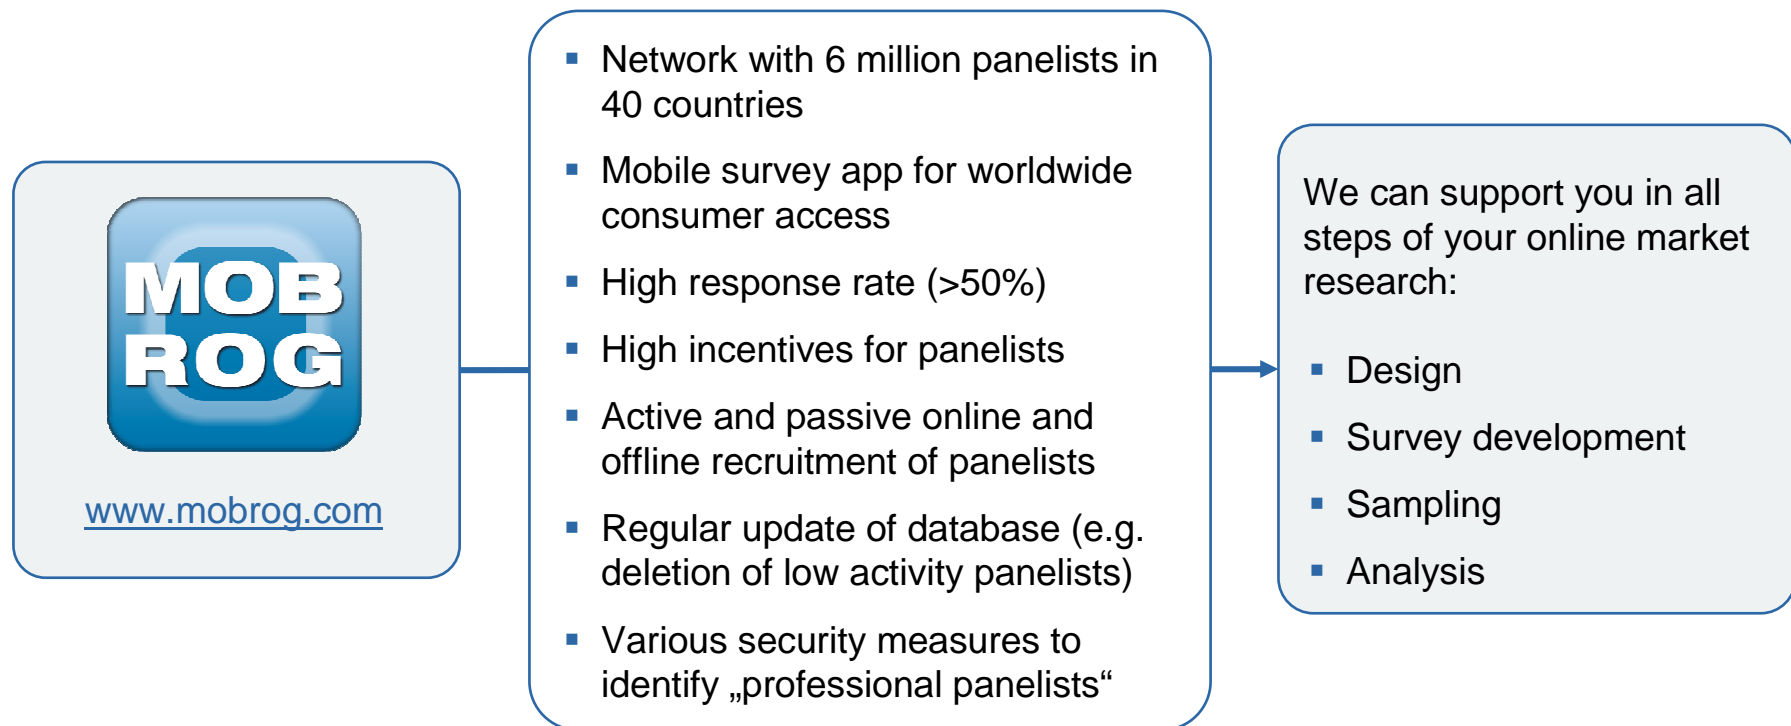 MOB
ROG
www.mobrog.com
▪ Network with 6 million panelists in
40 countries
▪ Mobile survey app for worldwide
consumer access
▪ High response rate (>50%)
▪ High incentives for panelists
▪ Active and passive online and
offline recruitment of panelists
▪ Regular update of database (e.g.
deletion of low activity panelists)
▪ Various security measures to
identify „professional panelists“
We can support you in all
steps of your online market
research:
▪ Design
▪ Survey development
▪ Sampling
▪ Analysis